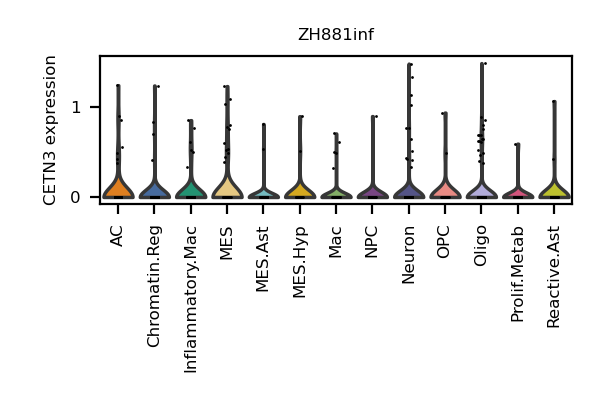 ZH881inf
CETN3 expression
1
0
AC
Chromatin.Reg
Inflammatory.Mac
MES
MES.Ast
MES.Hyp
Mac
NPC
Neuron
OPC
Oligo
Prolif.Metab
Reactive.Ast